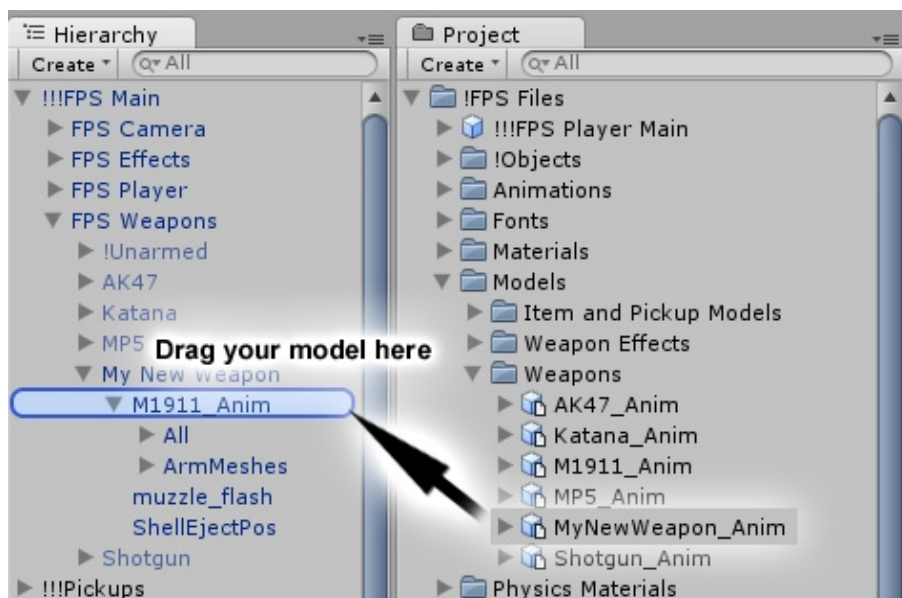 Hierarchy
Create
All
!!!FPS Main
FPS Camera
FPS Effects
FPS Player
FPS Weapons
!Unarmed
AK47
Katana
MP5
Drag your model here
My New Weapon
M1911_Anim
All
ArmMeshes
muzzle_flash
ShellEjectPos
Shotgun
!!!Pickups
Project
Create
All
!FPS Files
!!!FPS Player Main
!Objects
Animations
Fonts
Materials
Models
Item and Pickup Models
Weapon Effects
Weapons
AK47_Anim
Katana_Anim
M1911_Anim
MP5_Anim
MyNewWeapon_Anim
Shotgun_Anim
Physics Materials